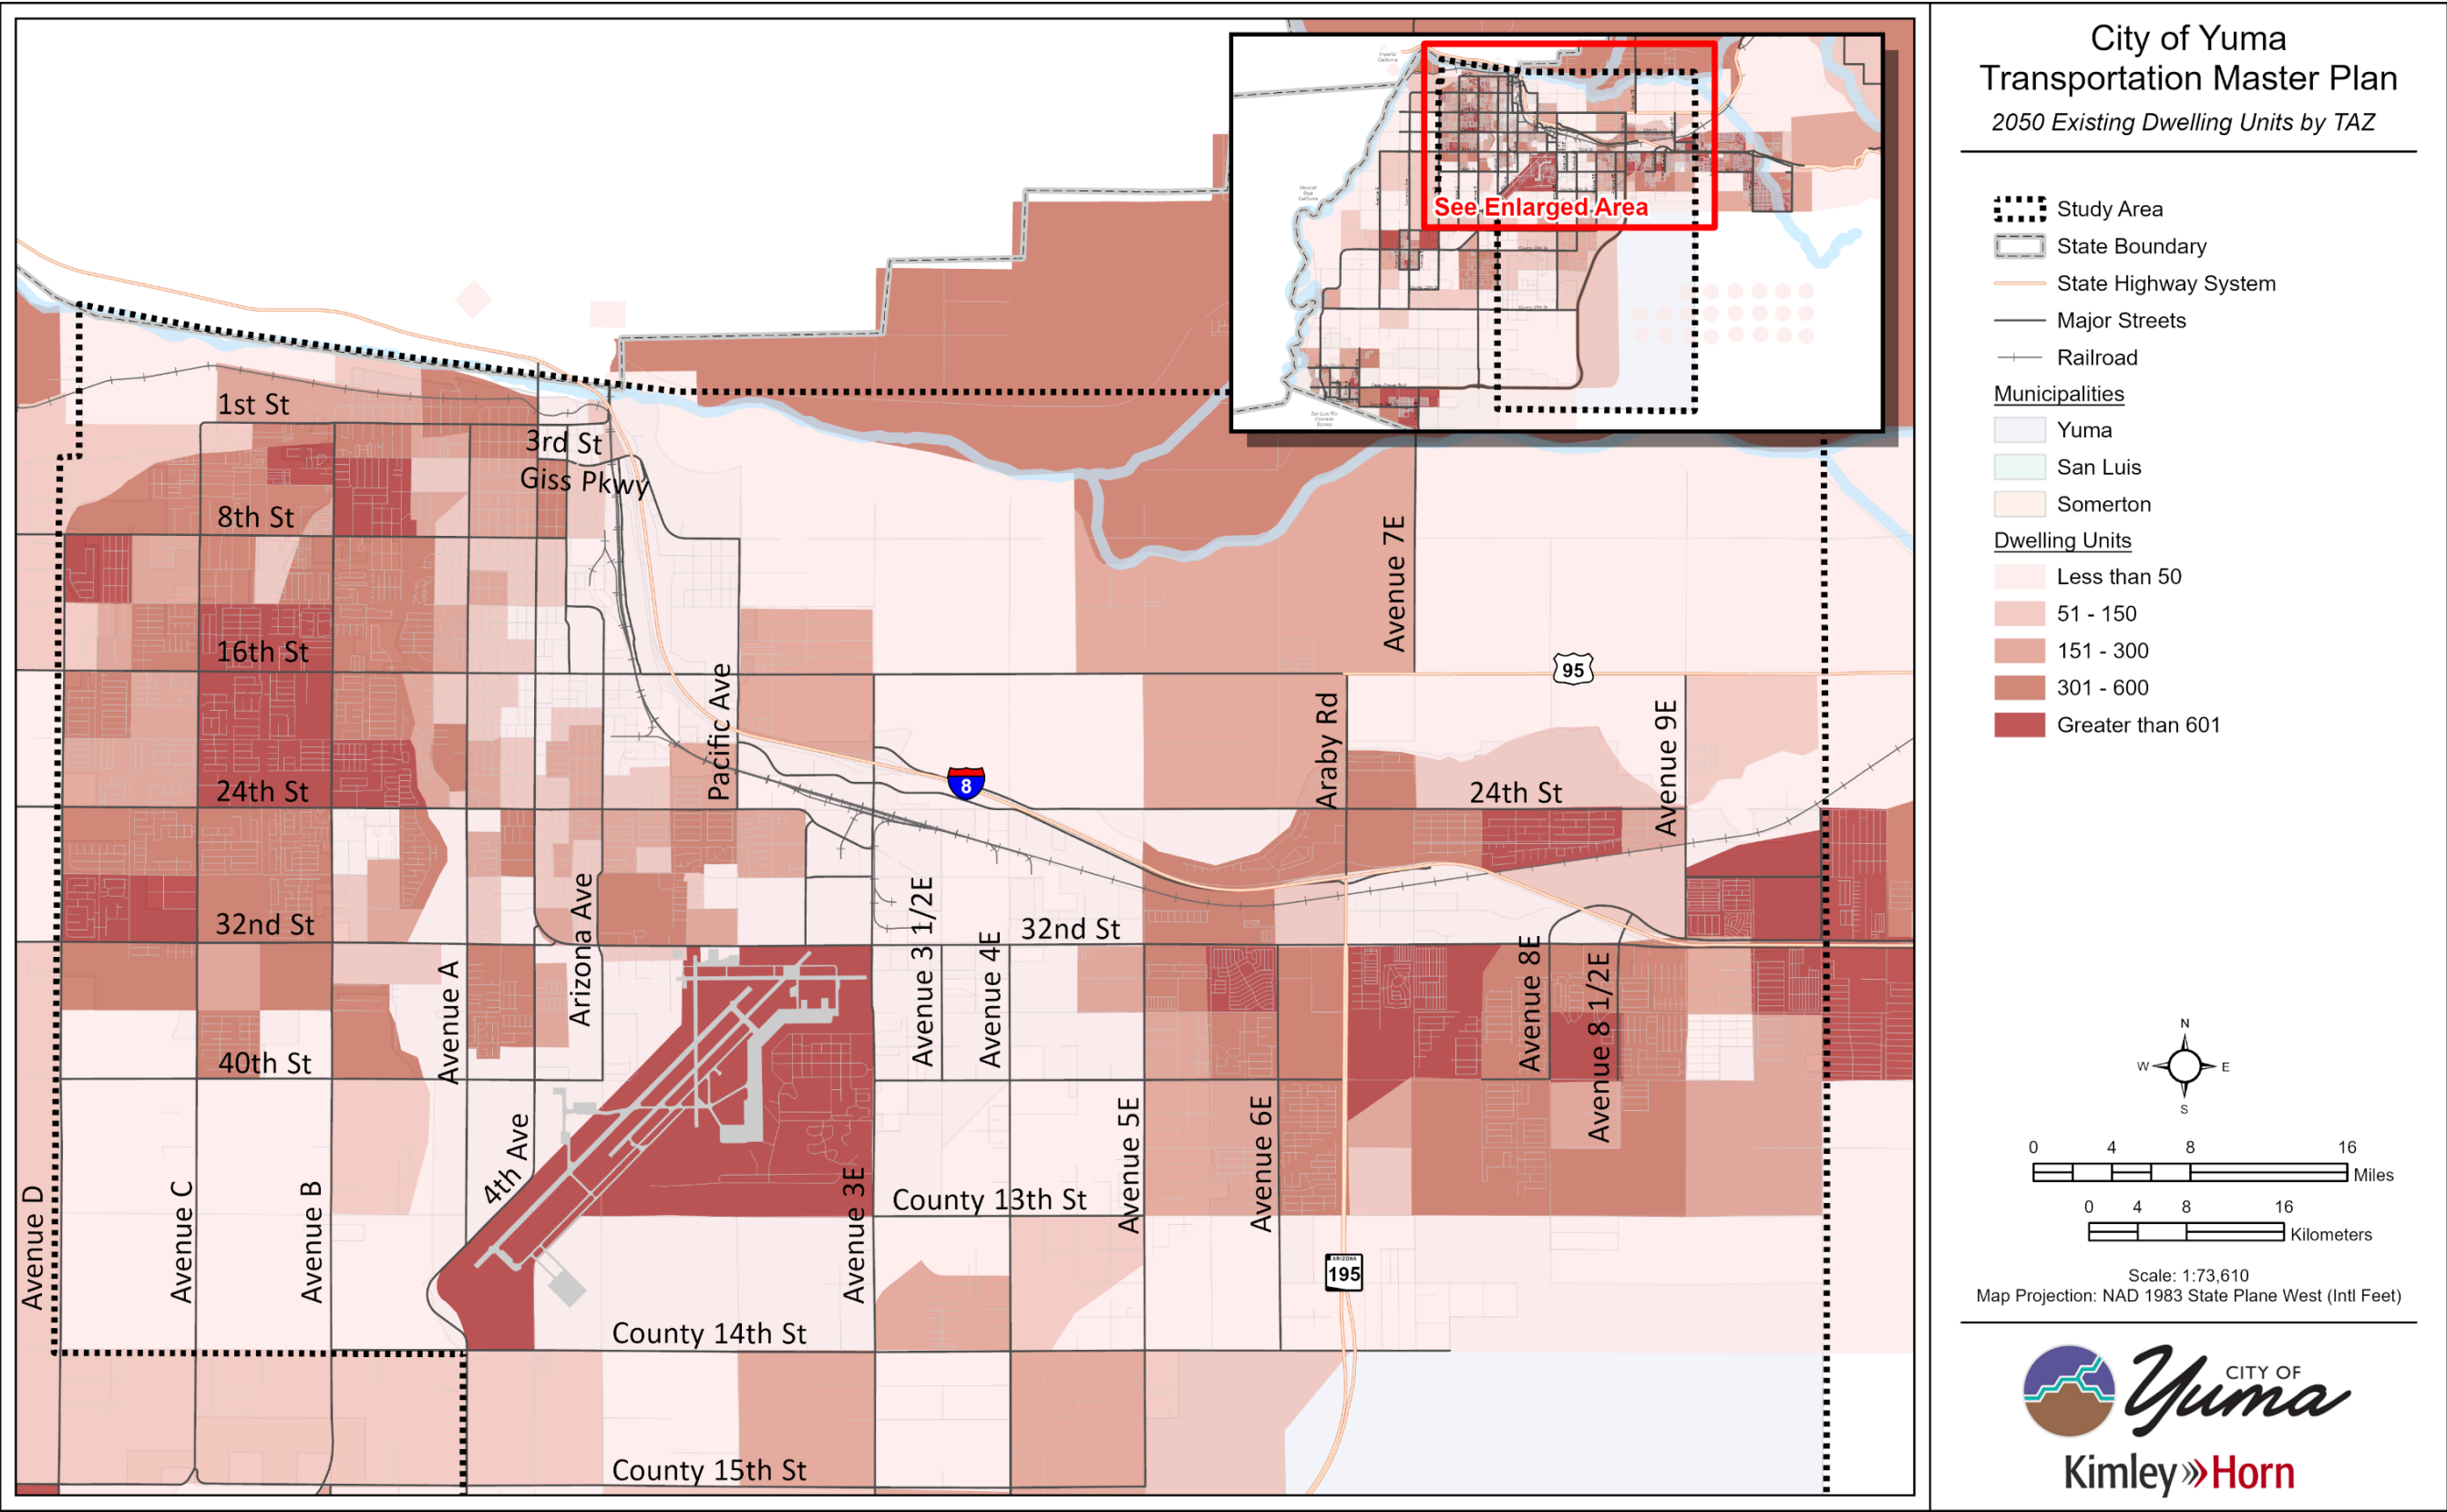 City of Yuma
Transportation Master Plan
2050 Existing Dwelling Units by TAZ
Study Area
State Boundary
State Highway System
Major Streets
Railroad
Municipalities
Yuma
San Luis
Somerton
Dwelling Units
Less than 50
51 - 150
151 - 300
301 - 600
Greater than 601
N
W
E
S
0 4 8 16
Miles
0 4 8 16
Kilometers
Scale: 1:73,610
Map Projection: NAD 1983 State Plane West (Intl Feet)
CITY OF
Yuma
Kimley»Horn
See Enlarged Area
1st St
3rd St
Giss Pkwy
8th St
16th St
24th St
32nd St
40th St
Avenue D
Avenue C
Avenue B
Avenue A
4th Ave
Arizona Ave
Pacific Ave
Avenue 3E
Avenue 3 1/2E
Avenue 4E
Avenue 5E
Avenue 6E
Araby Rd
Avenue 7E
Avenue 8E
Avenue 8 1/2E
Avenue 9E
24th St
32nd St
County 13th St
County 14th St
County 15th St
8
95
ARIZONA
195